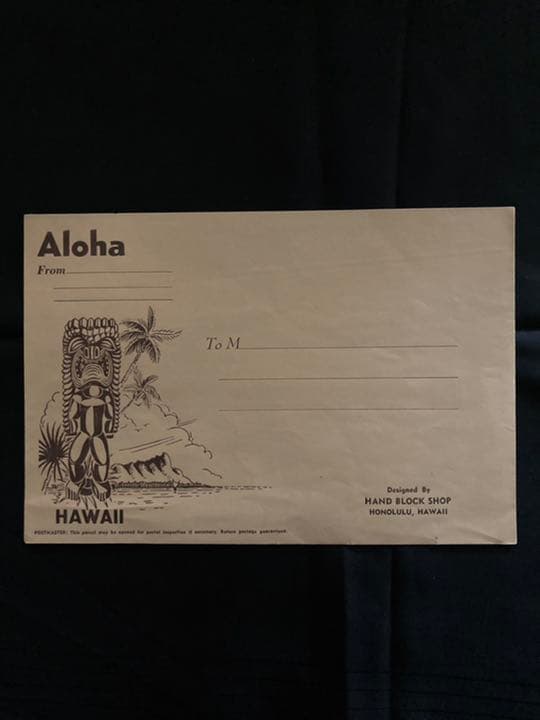 Aloha
From
To M
Designed By
HAND BLOCK SHOP
HONOLULU, HAWAII
HAWAII
POSTMASTER: This parcel may be opened for postal inspection if necessary. Return postage guaranteed.